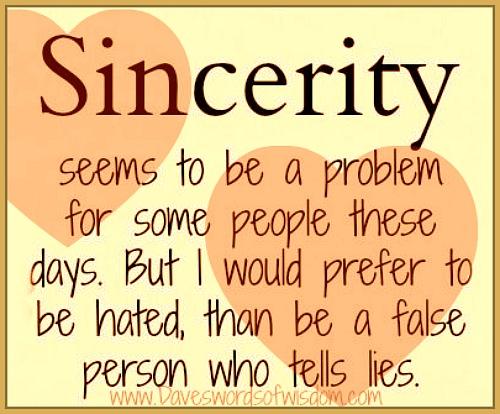 Sincerity
seems to be a problem
for some people these
days. But I would prefer to
be hated, than be a false
person who tells lies.
www.Daveswordsofwisdom.com